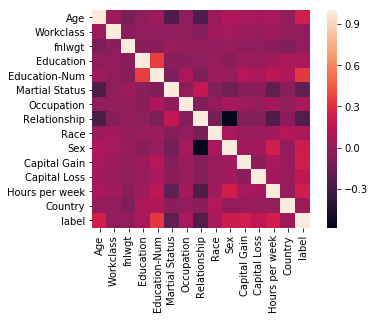 Age
Workclass
fnlwgt
Education
Education-Num
Martial Status
Occupation
Relationship
Race
Sex
Capital Gain
Capital Loss
Hours per week
Country
label
Age
Workclass
fnlwgt
Education
Education-Num
Martial Status
Occupation
Relationship
Race
Sex
Capital Gain
Capital Loss
Hours per week
Country
label
0.9
0.6
0.3
0.0
−0.3